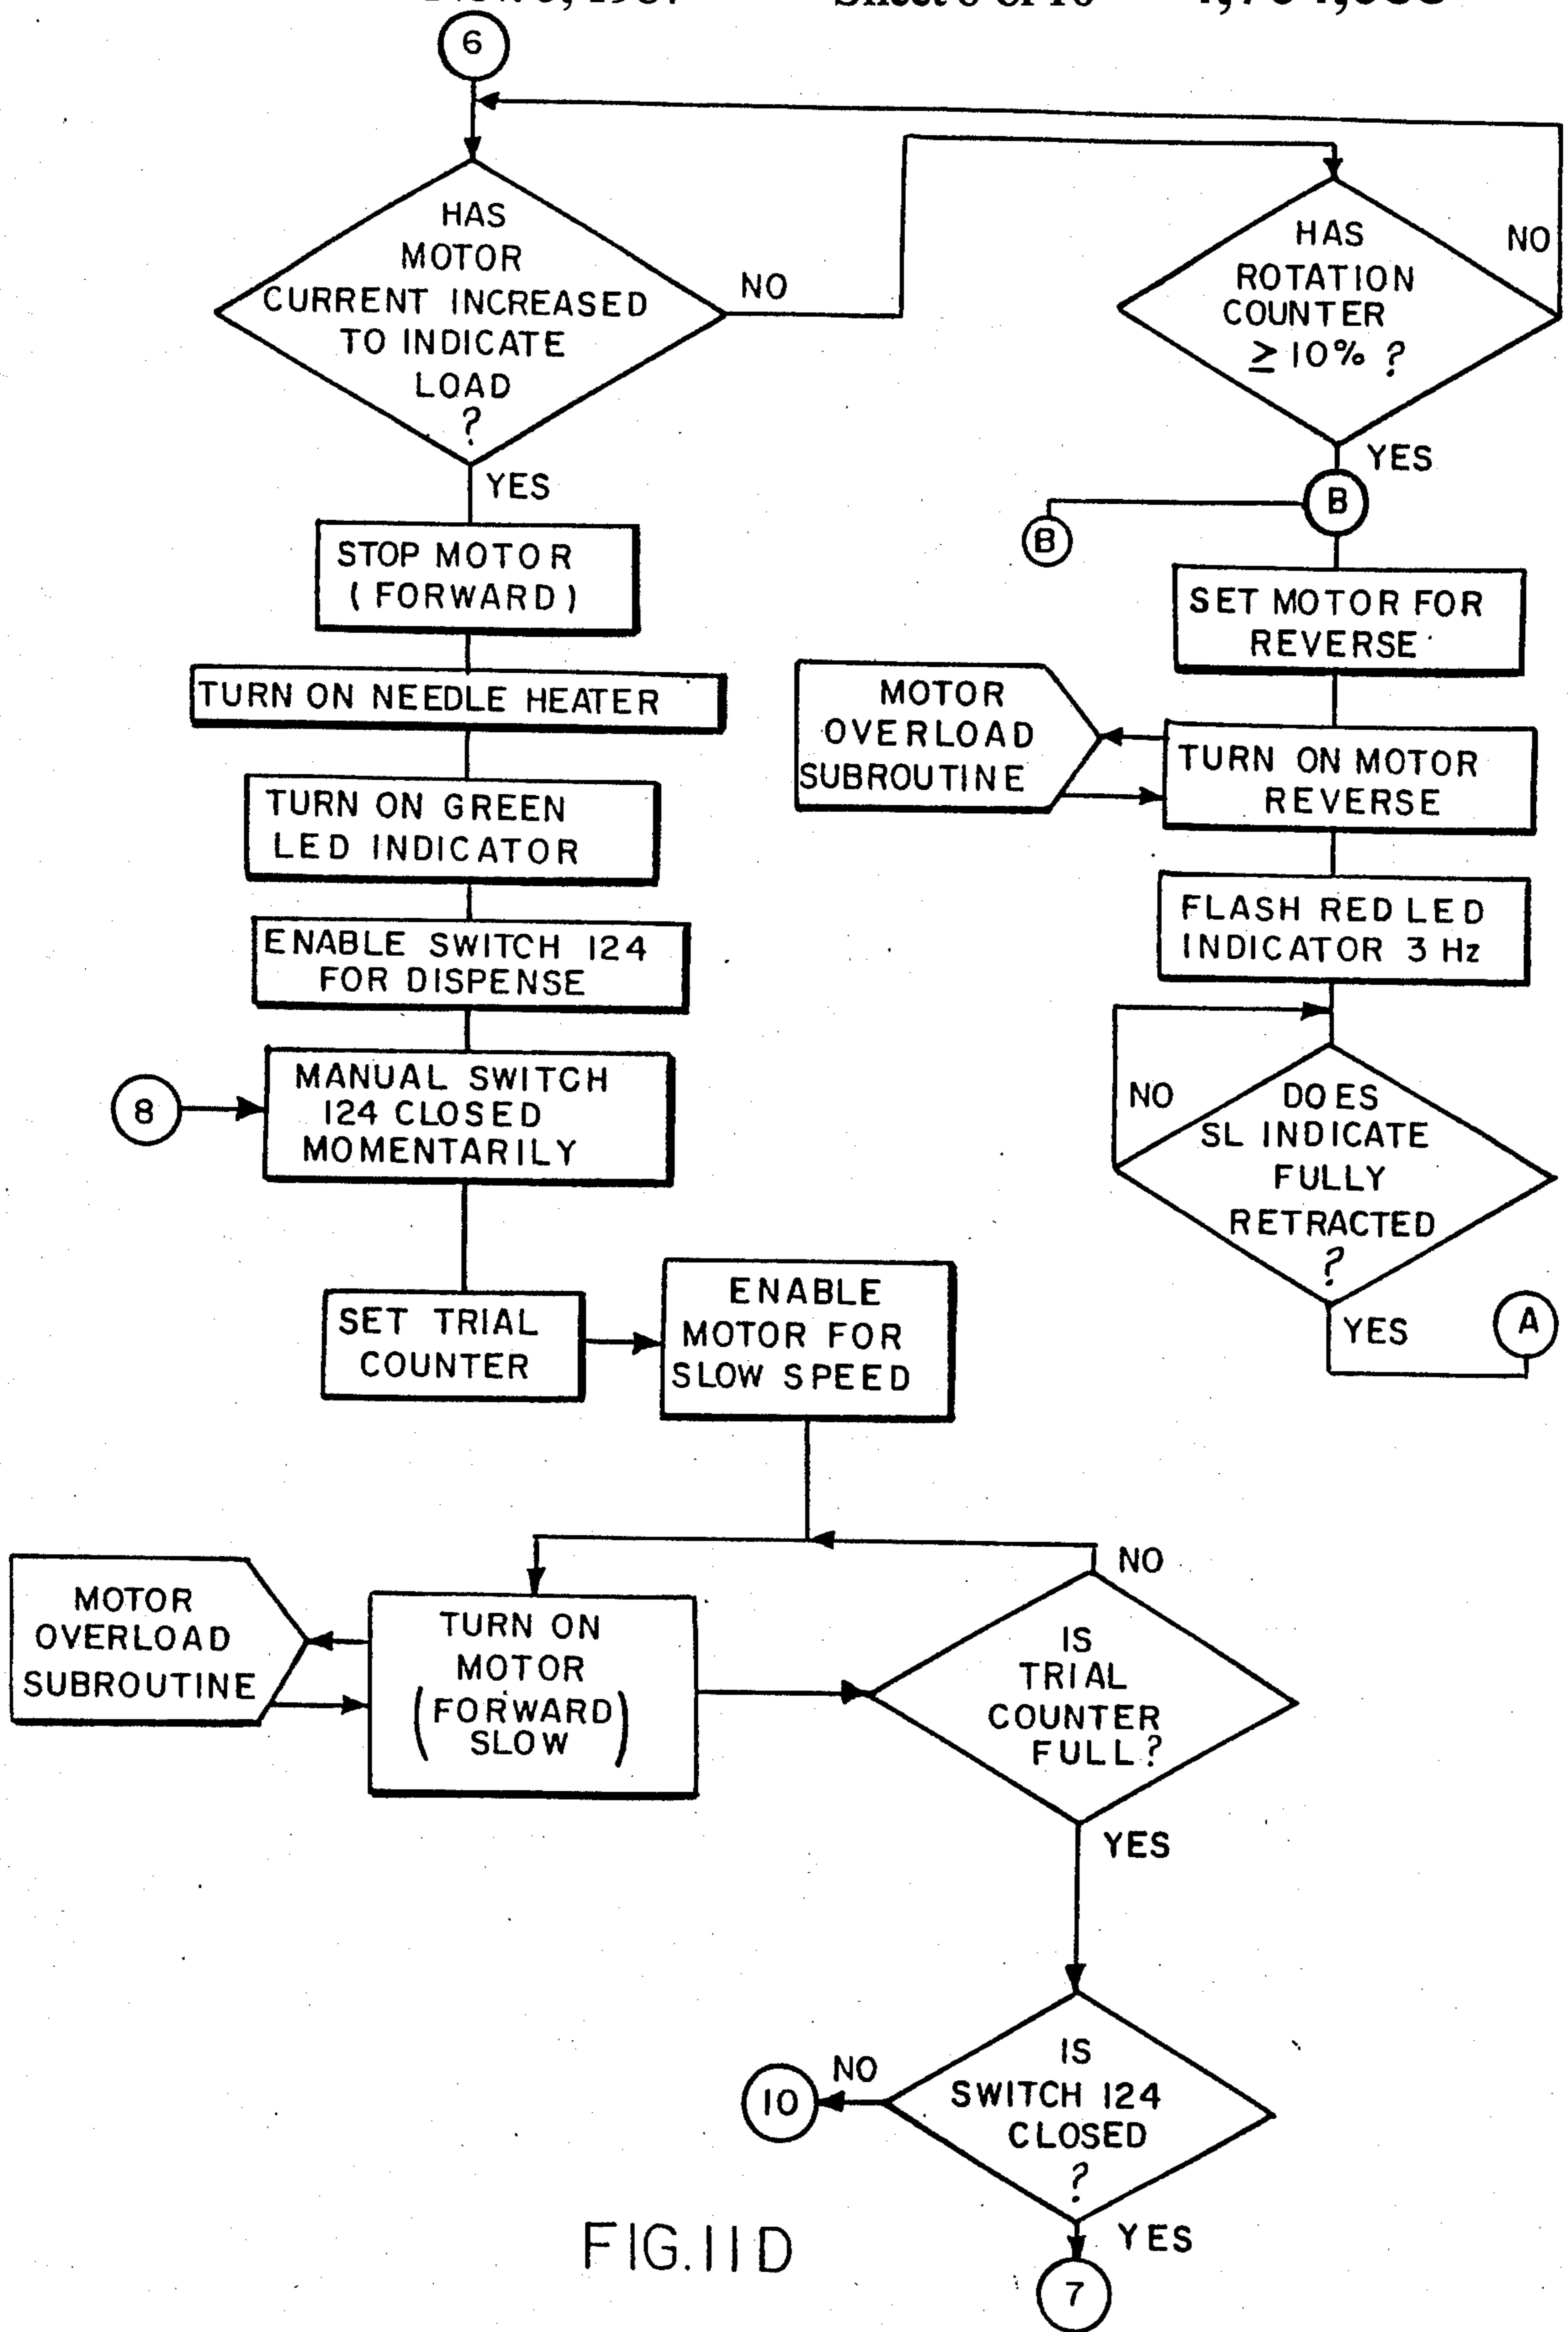 6
HAS
MOTOR
CURRENT INCREASED
TO INDICATE
LOAD
?
NO
YES
HAS
ROTATION
COUNTER
≥ 10% ?
NO
YES
B
B
STOP MOTOR
(FORWARD)
TURN ON NEEDLE HEATER
TURN ON GREEN
LED INDICATOR
ENABLE SWITCH 124
FOR DISPENSE
8
MANUAL SWITCH
124 CLOSED
MOMENTARILY
SET TRIAL
COUNTER
ENABLE
MOTOR FOR
SLOW SPEED
SET MOTOR FOR
REVERSE
MOTOR
OVERLOAD
SUBROUTINE
TURN ON MOTOR
REVERSE
FLASH RED LED
INDICATOR 3 Hz
NO
DOES
SL INDICATE
FULLY
RETRACTED
?
YES
A
MOTOR
OVERLOAD
SUBROUTINE
TURN ON
MOTOR
(FORWARD
SLOW)
NO
IS
TRIAL
COUNTER
FULL?
YES
IS
SWITCH 124
CLOSED
?
NO
10
YES
7
FIG.11D